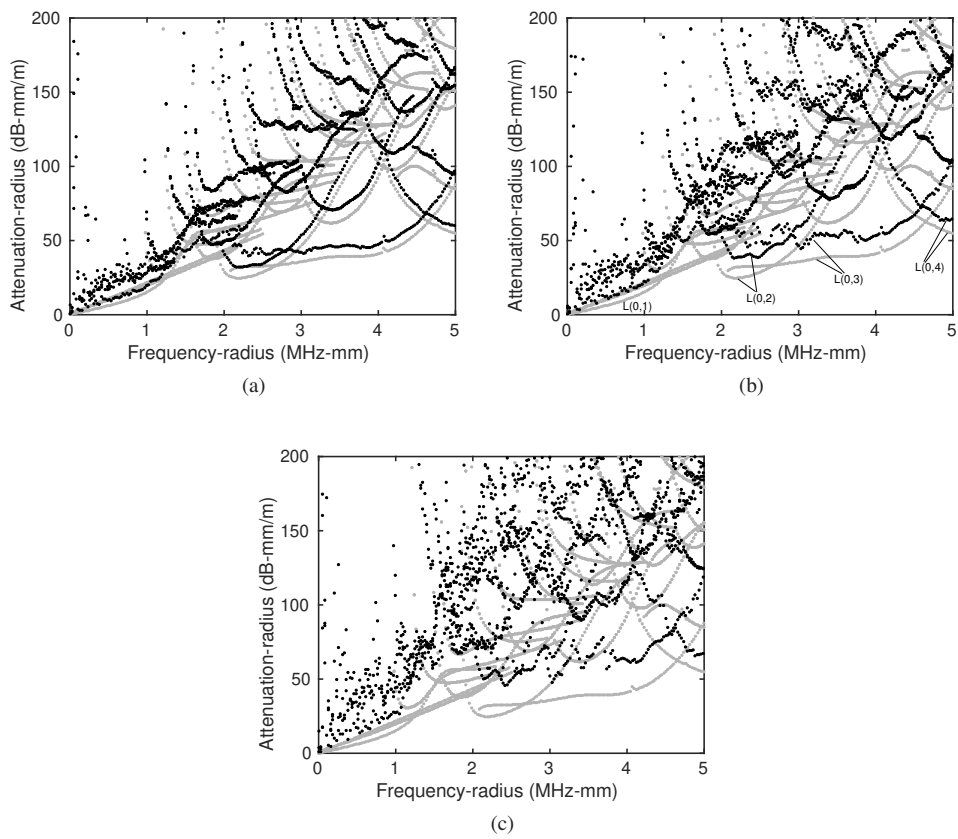 200
150
100
50
0
Attenuation-radius (dB-mm/m)
0 1 2 3 4 5
Frequency-radius (MHz-mm)
(a)
200
150
100
50
0
Attenuation-radius (dB-mm/m)
L(0,1)
L(0,2)
L(0,3)
L(0,4)
0 1 2 3 4 5
Frequency-radius (MHz-mm)
(b)
200
150
100
50
0
Attenuation-radius (dB-mm/m)
0 1 2 3 4 5
Frequency-radius (MHz-mm)
(c)